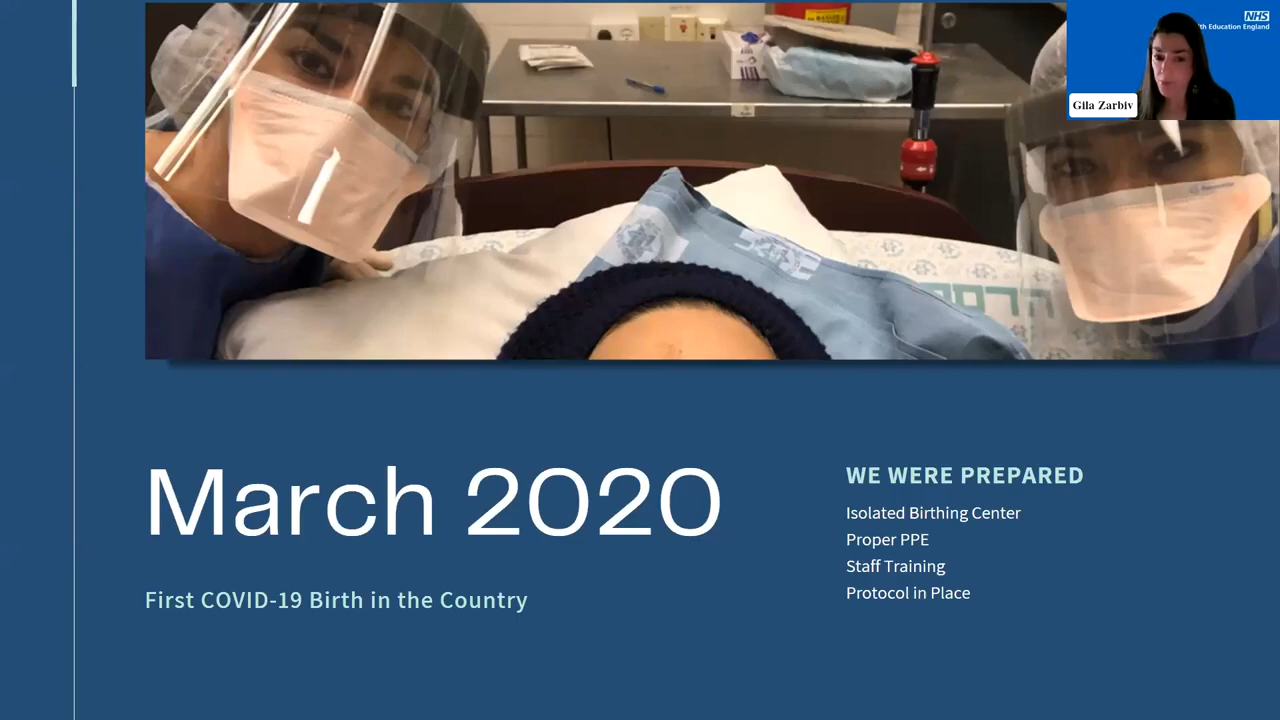 NHS
th Education England
Gila Zarbiv
הדס
March 2020
First COVID-19 Birth in the Country
WE WERE PREPARED
Isolated Birthing Center
Proper PPE
Staff Training
Protocol in Place